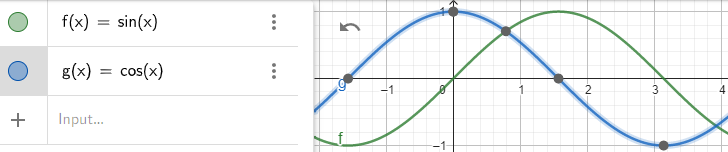 f(x) = sin(x)
g(x) = cos(x)
+ Input...
1
g
−1 0 1 2 3 4
f
−1